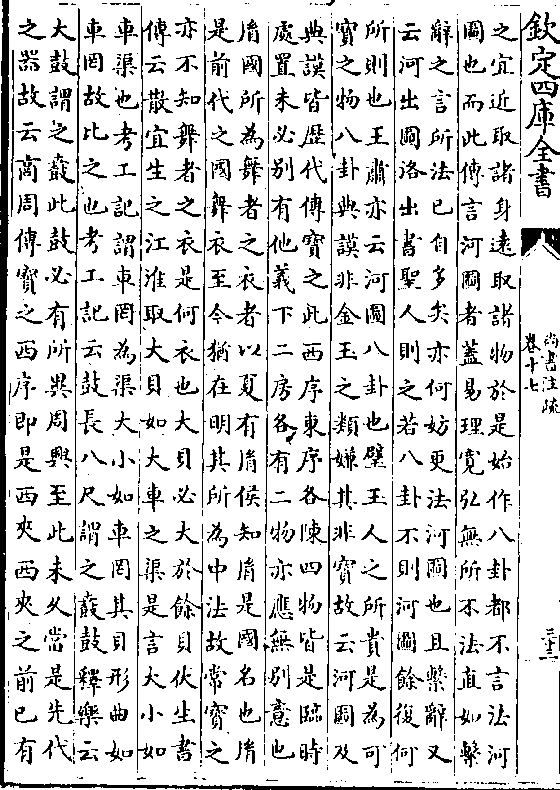 欽定四庫全書
尚書注疏
卷十七
三十二
之宜近取諸身遠取諸物於是始作八卦都不言法河
圖也而此傳言河圖者蓋易理寛弘無所不法直如繫
辭之言所法已自多矣亦何妨更法河圖也且繫辭又
云河出圖洛出書聖人則之若八卦不則河圖餘復何
所則也王肅亦云河圖八卦也璧玉人之所貴是為可
寳之物八卦典謨非金玉之類嫌其非寳故云河圖及
典謨皆歴代傳寳之此西序東序各陳四物皆是臨時
處置未必别有他義下二房各有二物亦應無别意也
胤國所為舞者之衣者以夏有胤侯知胤是國名也胤
是前代之國舞衣至今猶在明其所為中法故常寳之
亦不知舞者之衣是何衣也大貝必大於餘貝伏生書
傳云散宜生之江淮取大貝如大車之渠是言大小如
車渠也考工記謂車罔為渠大小如車罔其貝形曲如
車罔故比之也考工記云鼓長八尺謂之鼖鼓釋樂云
大鼓謂之鼖此鼓必有所異周興至此未久當是先代
之器故云商周傳寳之西序即是西夾西夾之前已有